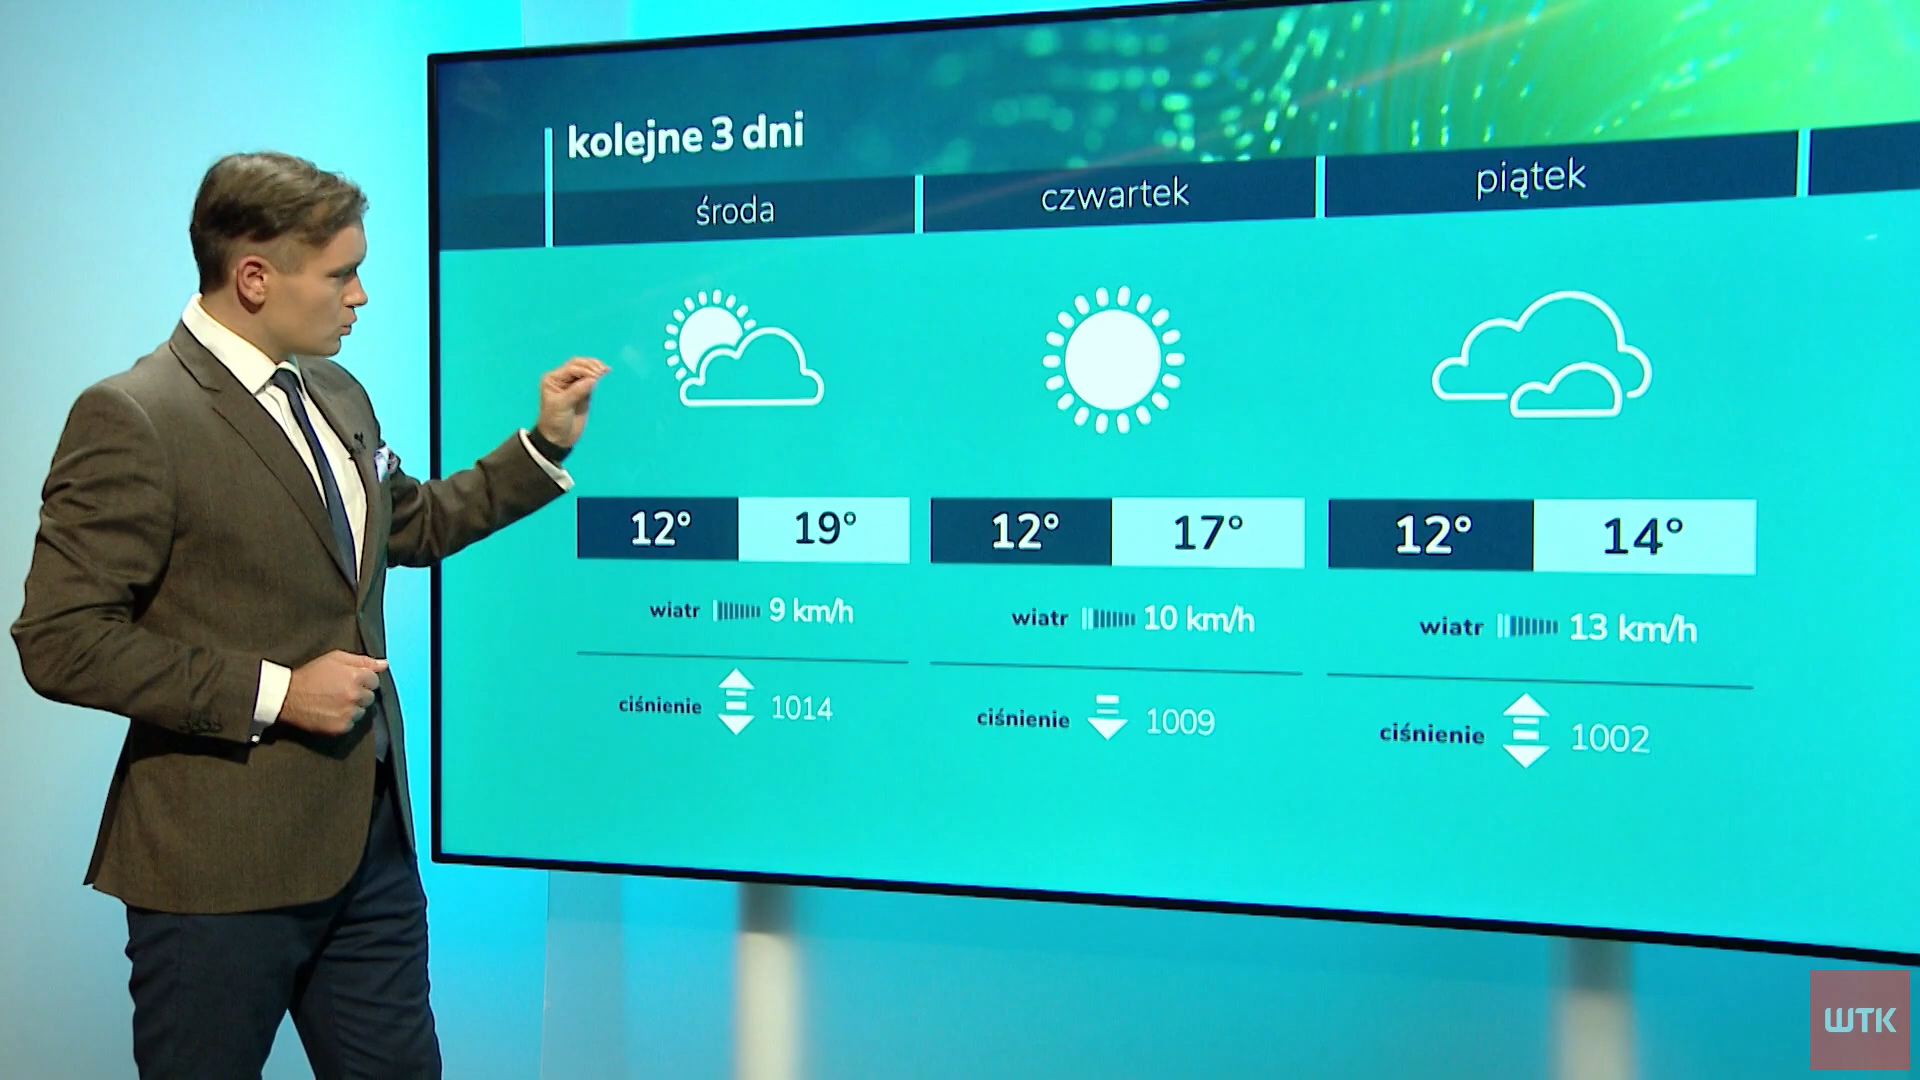 kolejne 3 dni
środa
czwartek
piątek
12° 19°
12° 17°
12° 14°
wiatr 9 km/h
wiatr 10 km/h
wiatr 13 km/h
ciśnienie 1014
ciśnienie 1009
ciśnienie 1002
WTK